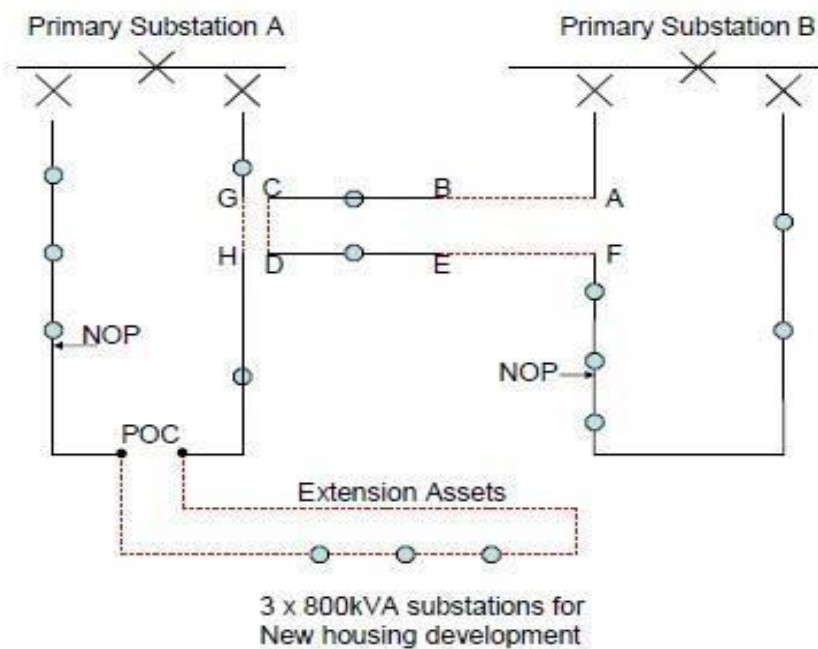 Primary Substation A
Primary Substation B
G
C
B
A
H
D
E
F
NOP
NOP
POC
Extension Assets
3 x 800kVA substations for
New housing development